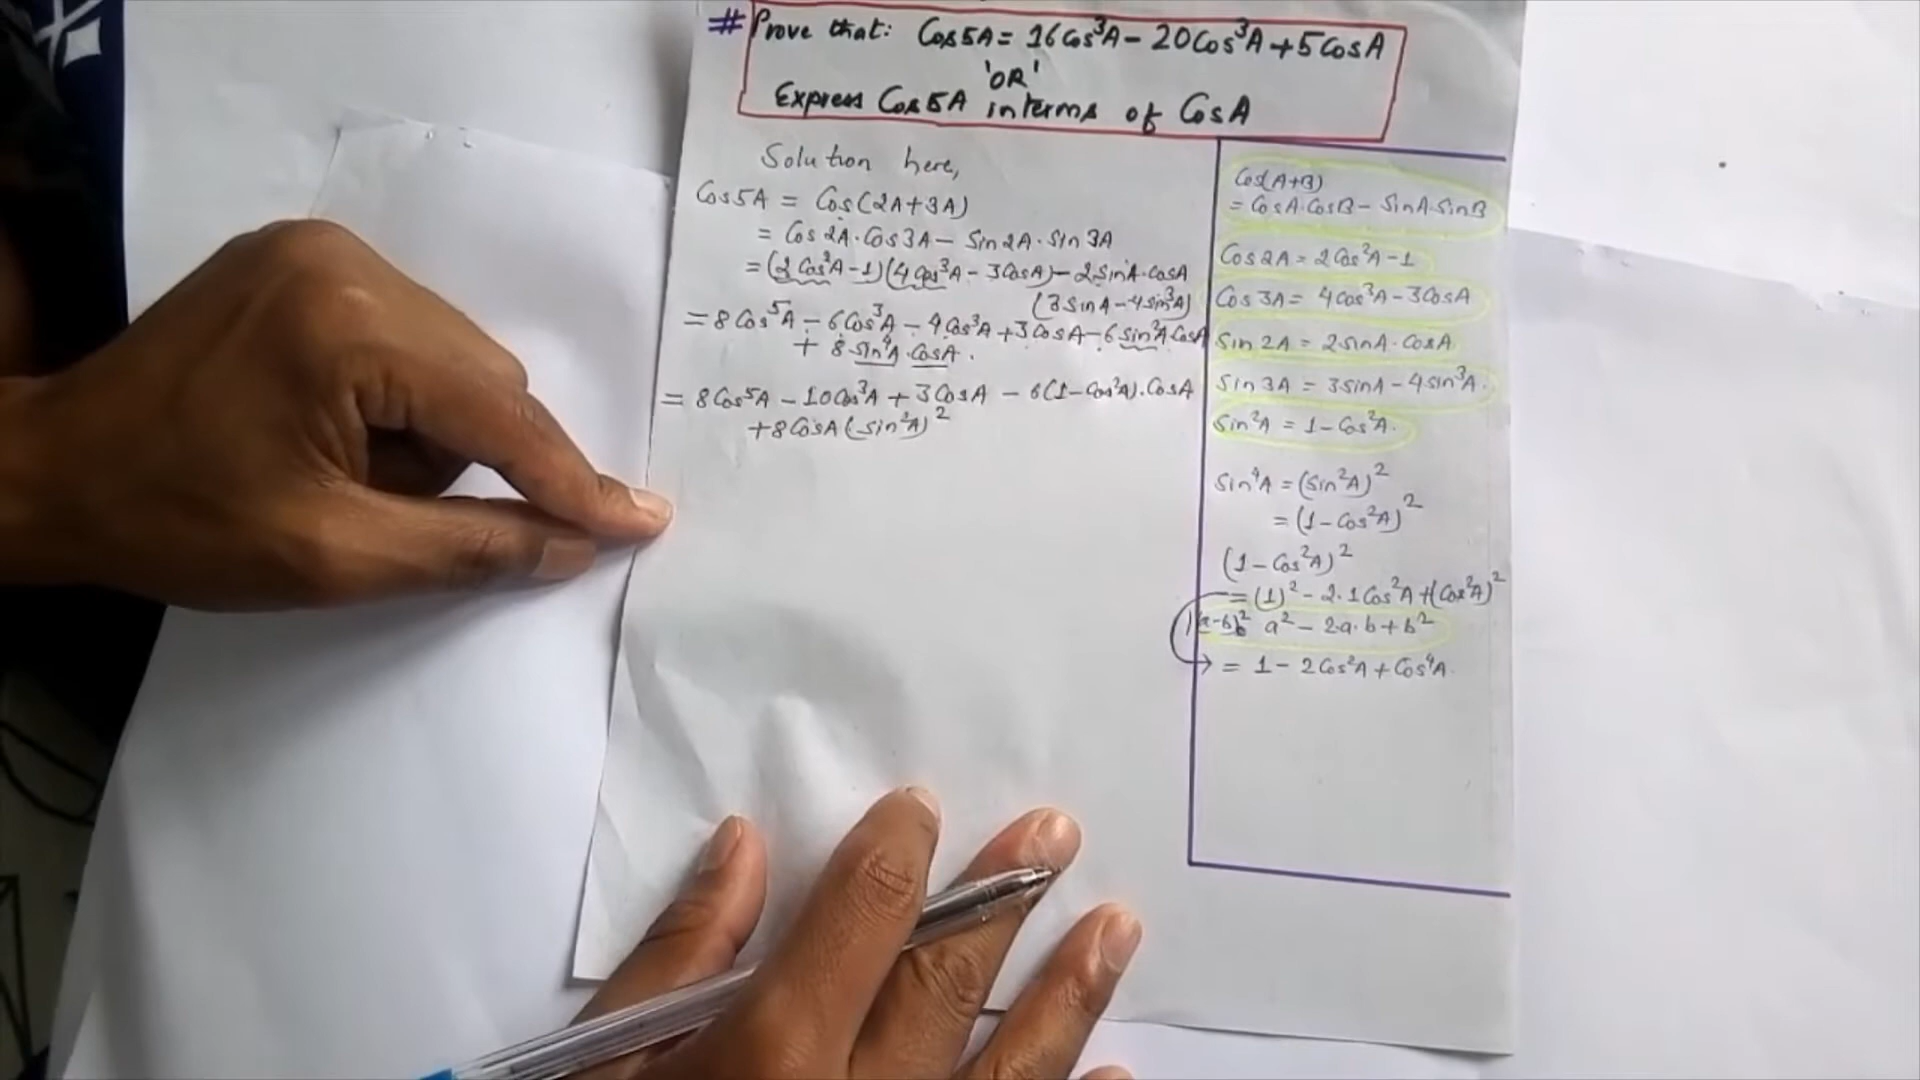 # Prove that: Cos5A = 16Cos³A - 20Cos³A + 5CosA
'OR'
Express Cos5A interms of CosA
Solution here,
Cos5A = Cos(2A+3A)
= Cos2A.Cos3A - Sin2A.Sin3A
= (2Cos²A-1)(4Cos³A - 3CosA) - 2SinA.CosA
(3SinA - 4Sin³A)
= 8Cos⁵A - 6Cos³A - 4Cos³A + 3CosA - 6Sin²A.CosA
+ 8Sin⁴A.CosA.
= 8Cos⁵A - 10Cos³A + 3CosA - 6(1-Cos²A).CosA
+8CosA(Sin²A)²
Cos(A+B)
= CosA.CosB - SinA.SinB
Cos2A = 2Cos²A - 1
Cos3A = 4Cos³A - 3CosA
Sin2A = 2SinA.CosA
Sin3A = 3SinA - 4Sin³A.
Sin²A = 1 - Cos²A.
Sin⁴A = (Sin²A)²
= (1-Cos²A)²
(1-Cos²A)²
= (1)² - 2.1Cos²A + (Cos²A)²
(a-b)² a² - 2.a.b + b²
= 1 - 2Cos²A + Cos⁴A.